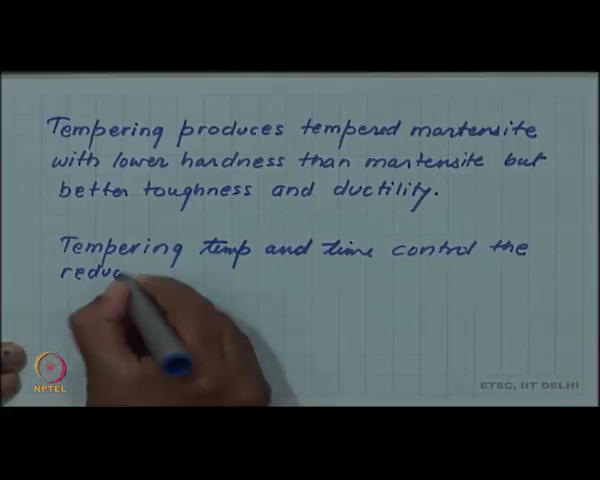 Tempering produces tempered martensite
with lower hardness than martensite but
better toughness and ductility.
Tempering temp and time control the
reduc
NPTEL
ETSC, IIT DELHI